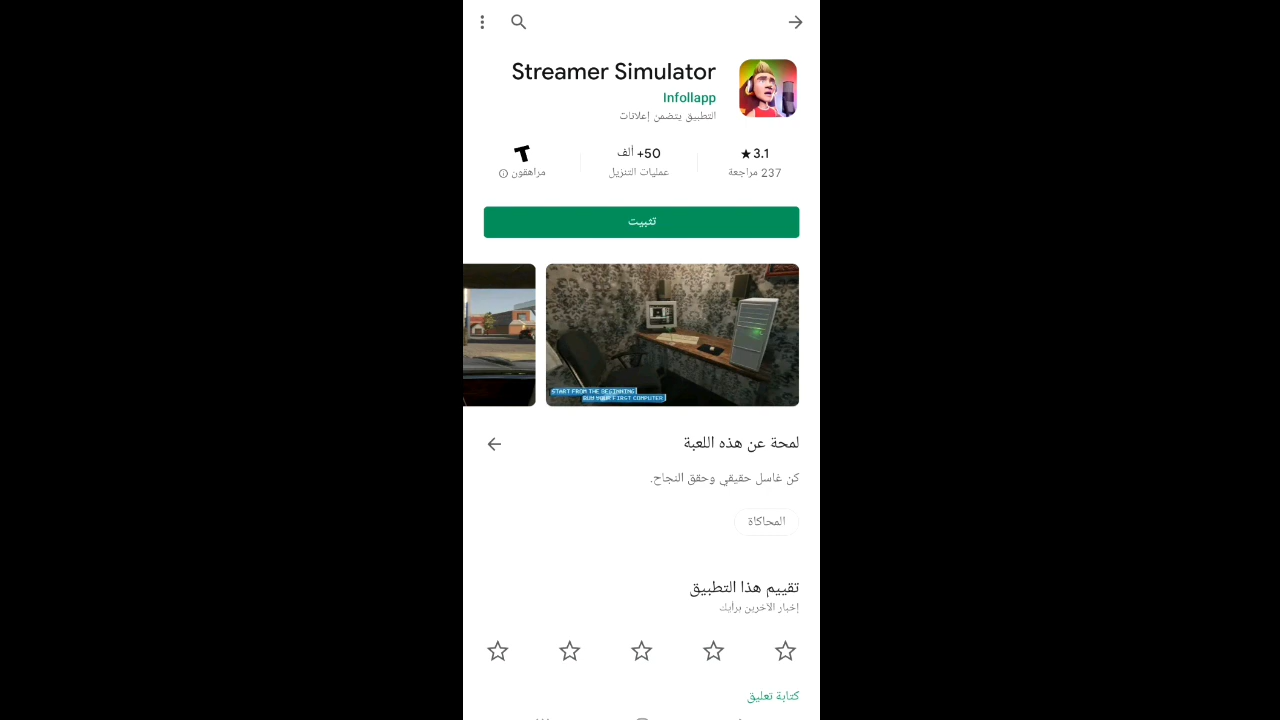 Streamer Simulator
Infollapp
التطبيق يتضمن إعلانات
3.1★
237 مراجعة
50+ ألف
عمليات التنزيل
T
مراهقون
تثبيت
START FROM THE BEGINNING
BUY YOUR FIRST COMPUTER
لمحة عن هذه اللعبة
كن غاسل حقيقي وحقق النجاح.
المحاكاة
تقييم هذا التطبيق
إخبار الآخرين برأيك
كتابة تعليق